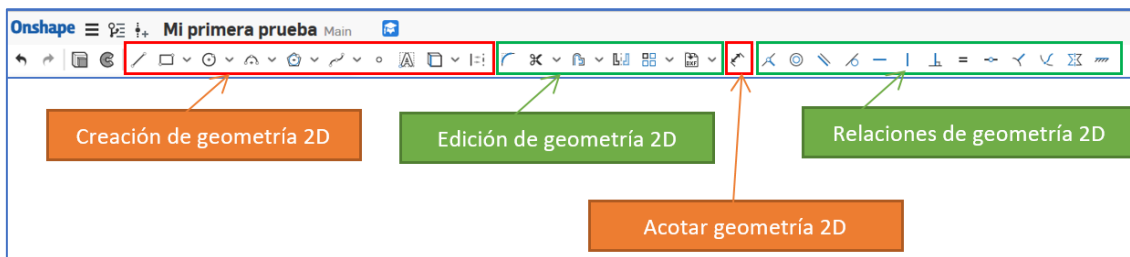 Onshape Mi primera prueba Main
A DXF
Creación de geometría 2D
Edición de geometría 2D
Relaciones de geometría 2D
Acotar geometría 2D